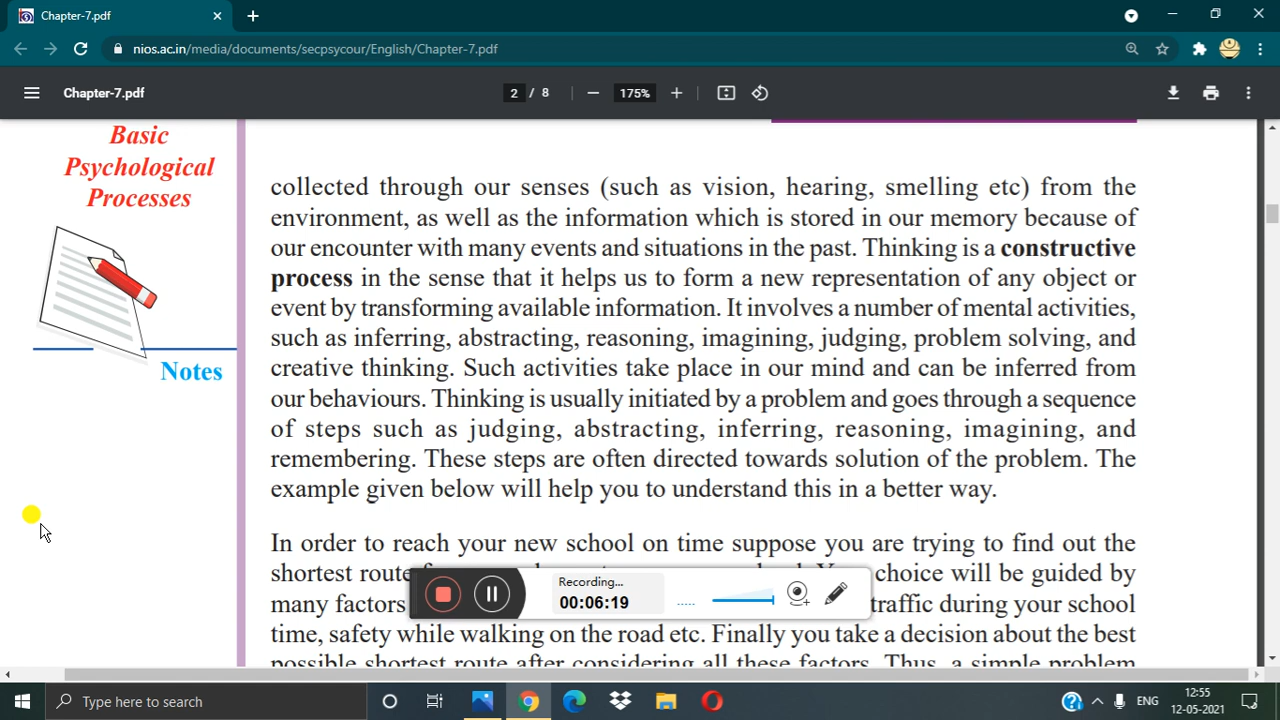 Chapter-7.pdf
nios.ac.in/media/documents/secpsycour/English/Chapter-7.pdf
Chapter-7.pdf
2 / 8
175%
Basic
Psychological
Processes
Notes
collected through our senses (such as vision, hearing, smelling etc) from the
environment, as well as the information which is stored in our memory because of
our encounter with many events and situations in the past. Thinking is a constructive
process in the sense that it helps us to form a new representation of any object or
event by transforming available information. It involves a number of mental activities,
such as inferring, abstracting, reasoning, imagining, judging, problem solving, and
creative thinking. Such activities take place in our mind and can be inferred from
our behaviours. Thinking is usually initiated by a problem and goes through a sequence
of steps such as judging, abstracting, inferring, reasoning, imagining, and
remembering. These steps are often directed towards solution of the problem. The
example given below will help you to understand this in a better way.
In order to reach your new school on time suppose you are trying to find out the
shortest route choice will be guided by
many factors traffic during your school
time, safety while walking on the road etc. Finally you take a decision about the best
possible shortest route after considering all these factors. Thus, a simple problem
Recording...
00:06:19
Type here to search
ENG
12:55
12-05-2021